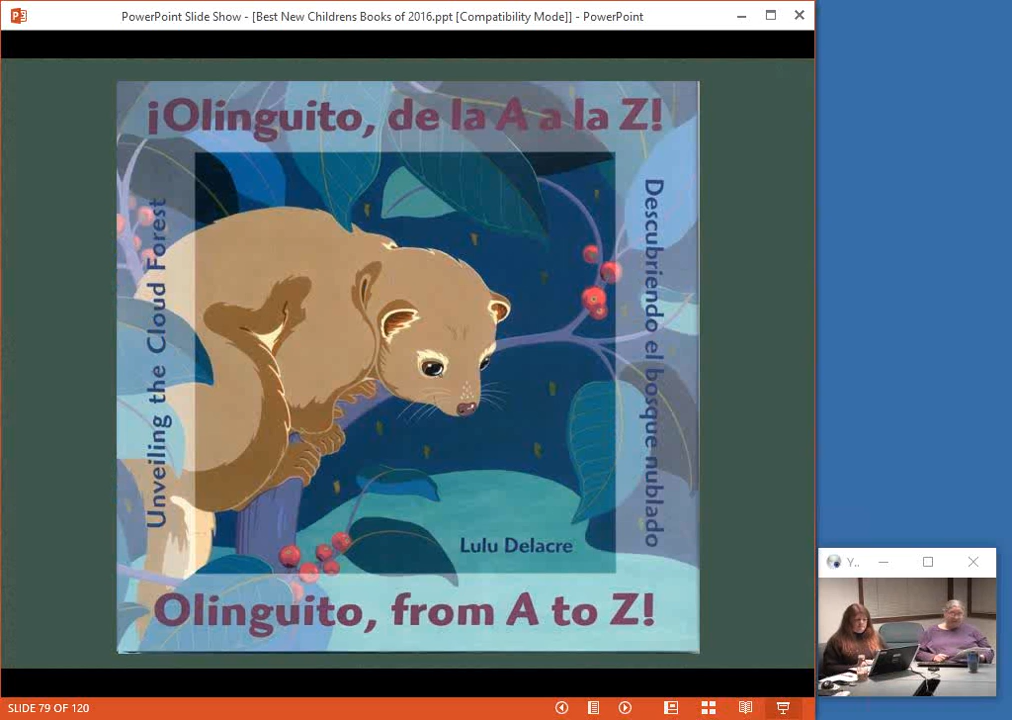 PowerPoint Slide Show - [Best New Childrens Books of 2016.ppt [Compatibility Mode]] - PowerPoint
¡Olinguito, de la A a la Z!
Unveiling the Cloud Forest
Descubriendo el bosque nublado
Lulu Delacre
Olinguito, from A to Z!
Y..
SLIDE 79 OF 120